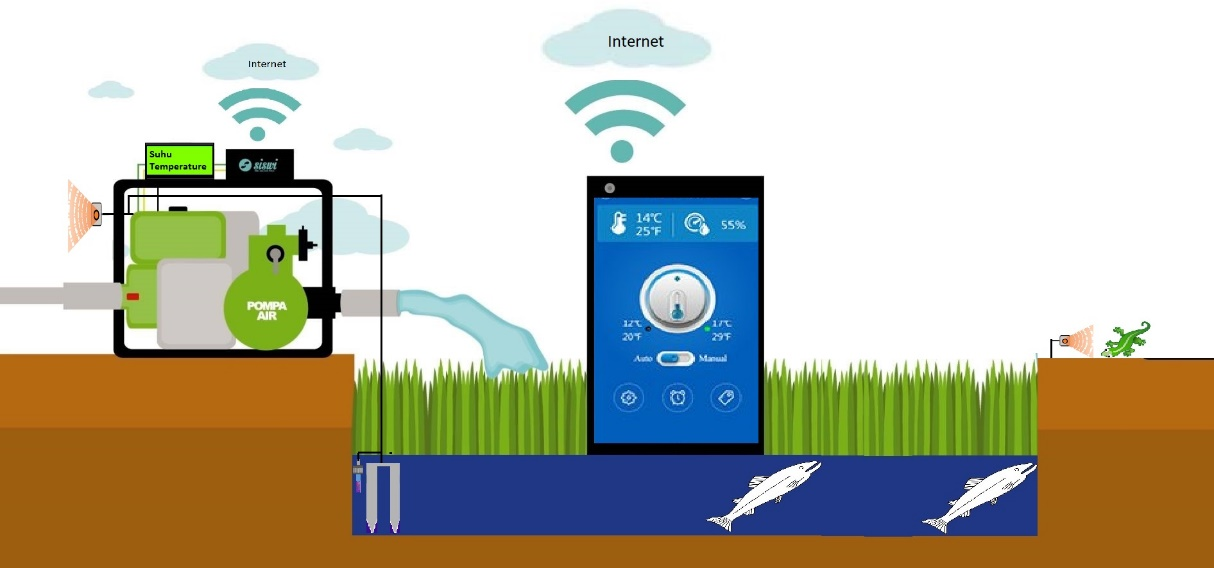 Internet
Internet
Suhu
Temperature
siswi
POMPA
AIR
14℃
25°F
55%
12℃
20°F
17℃
29°F
Auto
Manual